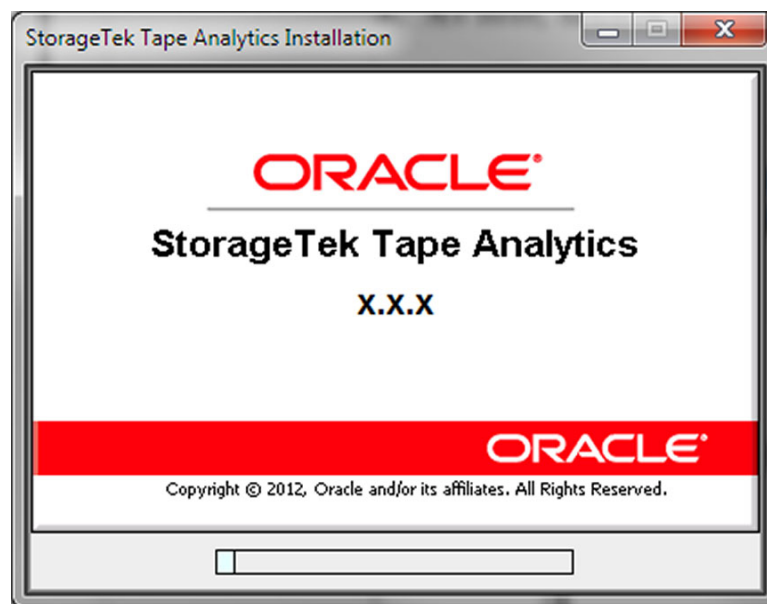 StorageTek Tape Analytics Installation
ORACLE®
StorageTek Tape Analytics
X.X.X
ORACLE®
Copyright © 2012, Oracle and/or its affiliates. All Rights Reserved.